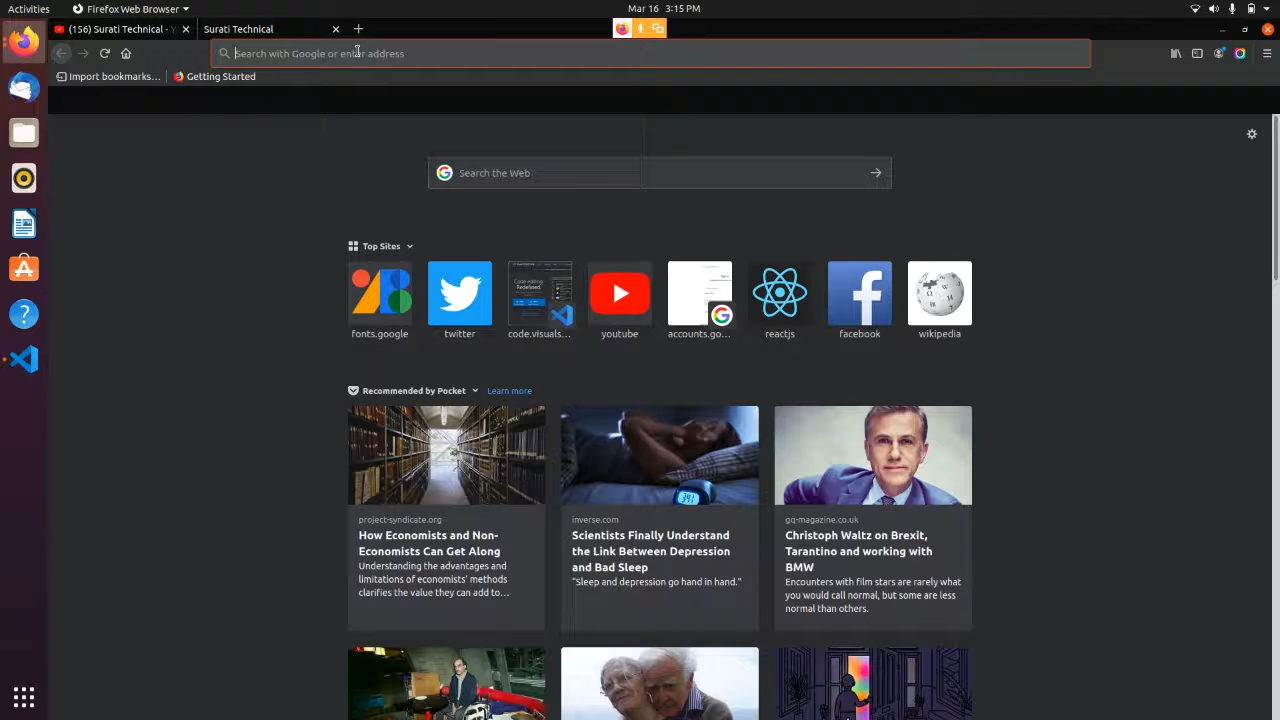 Activities
Firefox Web Browser
Mar 16 3:15 PM
(156) Surati Technical - Y
Surati Technical
Search with Google or enter address
Import bookmarks...
Getting Started
Search the Web
Top Sites
fonts.google
twitter
code.visuals...
youtube
accounts.go...
reactjs
facebook
wikipedia
Recommended by Pocket
Learn more
project-syndicate.org
How Economists and Non-
Economists Can Get Along
Understanding the advantages and
limitations of economists' methods
clarifies the value they can add to...
3:41
inverse.com
Scientists Finally Understand
the Link Between Depression
and Bad Sleep
"Sleep and depression go hand in hand."
gq-magazine.co.uk
Christoph Waltz on Brexit,
Tarantino and working with
BMW
Encounters with film stars are rarely what
you would call normal, but some are less
normal than others.